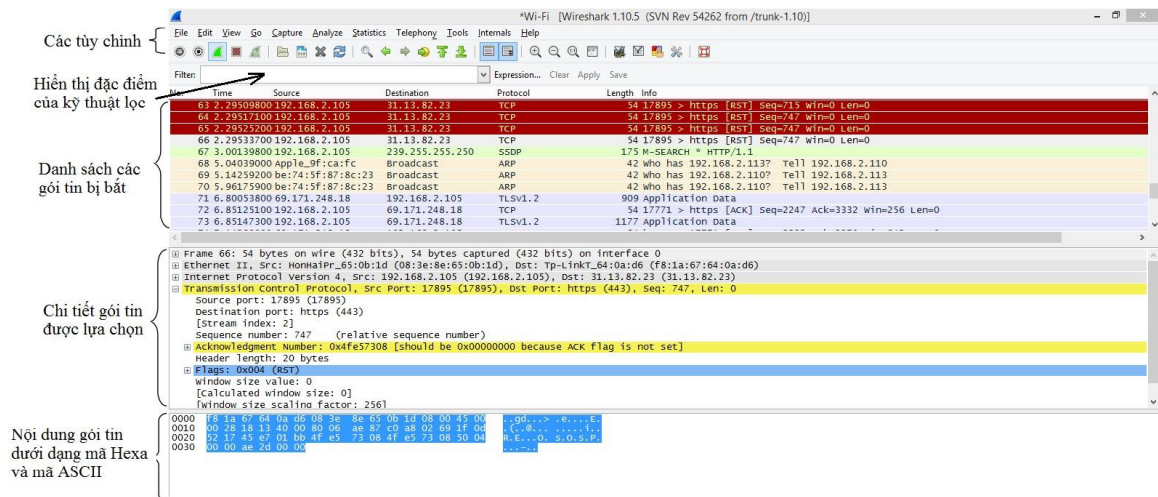 *Wi-Fi [Wireshark 1.10.5 (SVN Rev 54262 from /trunk-1.10)]
Các tùy chỉnh
File Edit View Go Capture Analyze Statistics Telephony Tools Internals Help
Hiển thị đặc điểm
của kỹ thuật lọc
Filter: Expression... Clear Apply Save
No. Time Source Destination Protocol Length Info
Danh sách các
gói tin bị bắt
63 2.29509800 192.168.2.105 31.13.82.23 TCP 54 17895 > https [RST] Seq=715 Win=0 Len=0
64 2.29517100 192.168.2.105 31.13.82.23 TCP 54 17895 > https [RST] Seq=747 Win=0 Len=0
65 2.29525200 192.168.2.105 31.13.82.23 TCP 54 17895 > https [RST] Seq=747 Win=0 Len=0
66 2.29533700 192.168.2.105 31.13.82.23 TCP 54 17895 > https [RST] Seq=747 Win=0 Len=0
67 3.00139800 192.168.2.105 239.255.255.250 SSDP 175 M-SEARCH * HTTP/1.1
68 5.04039000 Apple_9f:ca:fc Broadcast ARP 42 Who has 192.168.2.113? Tell 192.168.2.110
69 5.14259200 be:74:5f:87:8c:23 Broadcast ARP 42 Who has 192.168.2.110? Tell 192.168.2.113
70 5.96175900 be:74:5f:87:8c:23 Broadcast ARP 42 Who has 192.168.2.110? Tell 192.168.2.113
71 6.80053800 69.171.248.18 192.168.2.105 TLSv1.2 909 Application Data
72 6.85125100 192.168.2.105 69.171.248.18 TCP 54 17771 > https [ACK] Seq=2247 Ack=3332 Win=256 Len=0
73 6.85147300 192.168.2.105 69.171.248.18 TLSv1.2 1177 Application Data
Chi tiết gói tin
được lựa chọn
Frame 66: 54 bytes on wire (432 bits), 54 bytes captured (432 bits) on interface 0
Ethernet II, Src: HonHaiPr_65:0b:1d (08:3e:8e:65:0b:1d), Dst: Tp-LinkT_64:0a:d6 (f8:1a:67:64:0a:d6)
Internet Protocol Version 4, Src: 192.168.2.105 (192.168.2.105), Dst: 31.13.82.23 (31.13.82.23)
Transmission Control Protocol, Src Port: 17895 (17895), Dst Port: https (443), Seq: 747, Len: 0
Source port: 17895 (17895)
Destination port: https (443)
[Stream index: 2]
Sequence number: 747 (relative sequence number)
Acknowledgment Number: 0x4fe57308 [should be 0x00000000 because ACK flag is not set]
Header length: 20 bytes
Flags: 0x004 (RST)
Window size value: 0
[Calculated window size: 0]
[Window size scaling factor: 256]
Nội dung gói tin
dưới dạng mã Hexa
và mã ASCII
0000 f8 1a 67 64 0a d6 08 3e 8e 65 0b 1d 08 00 45 00 ..gd...> .e....E.
0010 00 28 18 13 40 00 80 06 ae 87 c0 a8 02 69 1f 0d .(..@... .....i..
0020 52 17 45 e7 01 bb 4f e5 73 08 4f e5 73 08 50 04 R.E...O. s.O.s.P.
0030 00 00 ae 2d 00 00 ...-..